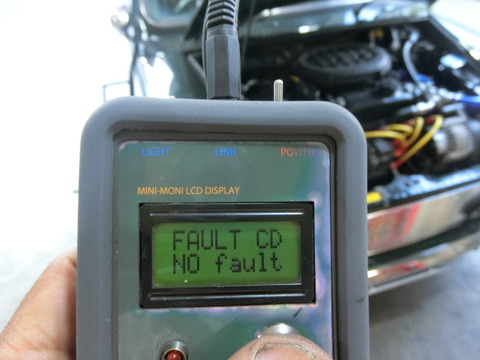 LIGHT LINK POWER
MINI-MONI LCD DISPLAY
FAULT CD
NO fault